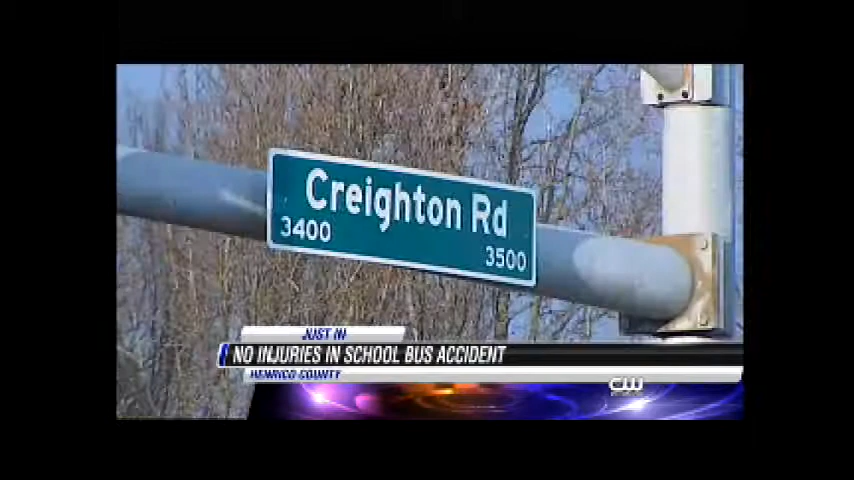 Creighton Rd
3400
3500
JUST IN
NO INJURIES IN SCHOOL BUS ACCIDENT
HENRICO COUNTY
CW